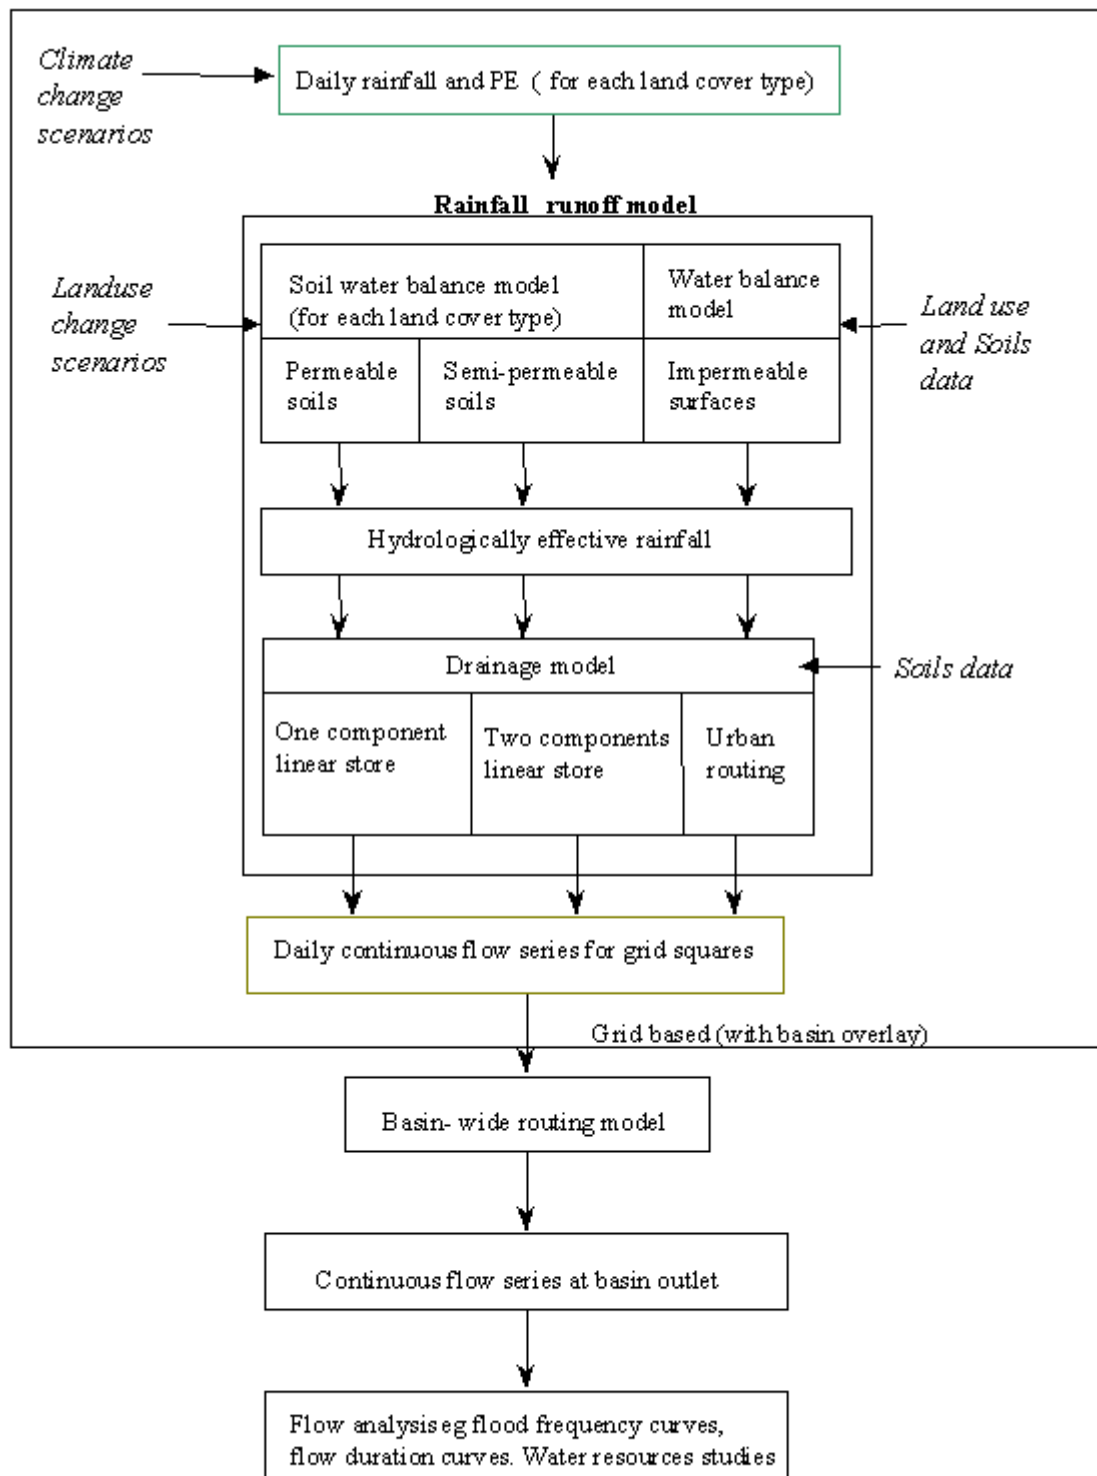 Climate
change
scenarios
Daily rainfall and PE ( for each land cover type)
Rainfall runoff model
Landuse
change
scenarios
Soil water balance model
(for each land cover type)
Water balance
model
Land use
and Soils
data
Permeable
soils
Semi-permeable
soils
Impermeable
surfaces
Hydrologically effective rainfall
Drainage model
Soils data
One component
linear store
Two components
linear store
Urban
routing
Daily continuous flow series for grid squares
Grid based (with basin overlay)
Basin- wide routing model
Continuous flow series at basin outlet
Flow analysis eg flood frequency curves,
flow duration curves. Water resources studies